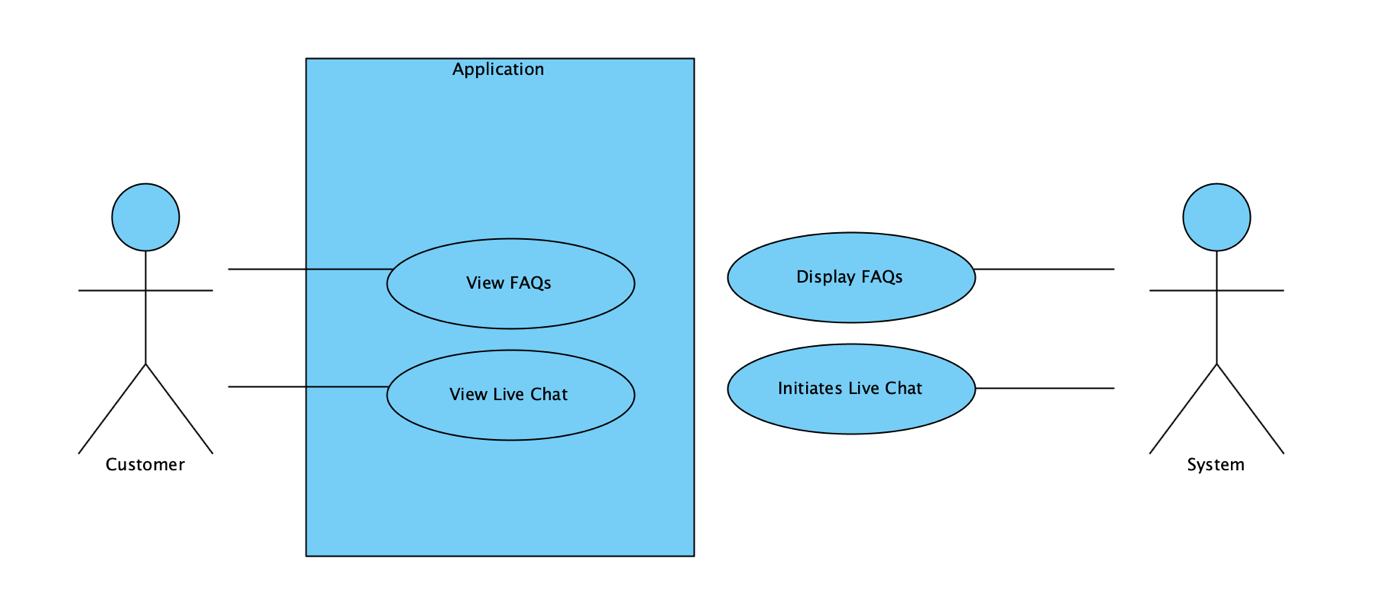 Application
View FAQs
Display FAQs
View Live Chat
Initiates Live Chat
Customer
System